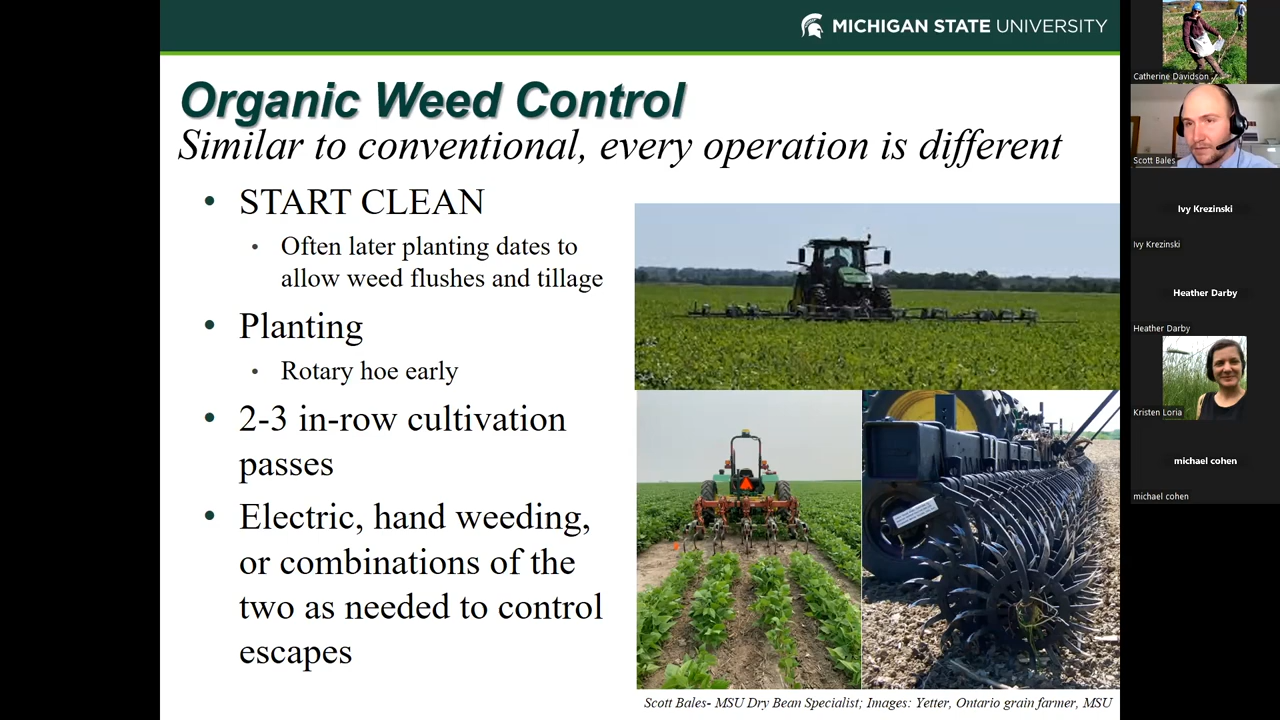 MICHIGAN STATE UNIVERSITY
Organic Weed Control
Similar to conventional, every operation is different
• START CLEAN
• Often later planting dates to
allow weed flushes and tillage
• Planting
• Rotary hoe early
• 2-3 in-row cultivation
passes
• Electric, hand weeding,
or combinations of the
two as needed to control
escapes
Scott Bales- MSU Dry Bean Specialist; Images: Yetter, Ontario grain farmer, MSU
Catherine Davidson
Scott Bales
Ivy Krezinski
Ivy Krezinski
Heather Darby
Heather Darby
Kristen Loria
michael cohen
michael cohen